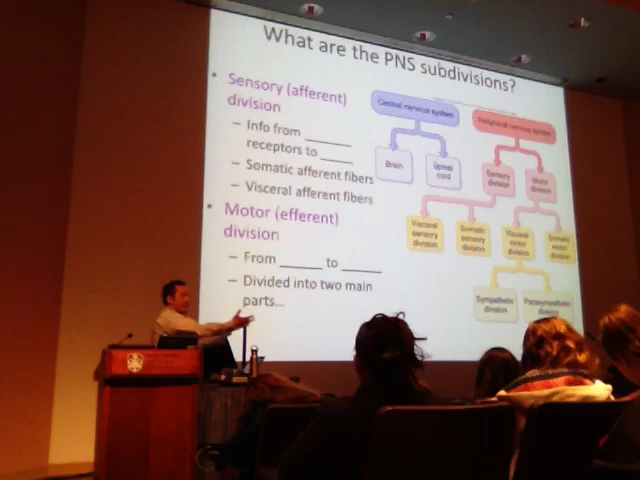 What are the PNS subdivisions?
• Sensory (afferent)
division
– Info from _______
receptors to _____
– Somatic afferent fibers
– Visceral afferent fibers
• Motor (efferent)
division
– From _______ to ______
– Divided into two main
parts...
Central nervous system
Peripheral nervous system
Brain
Spinal
cord
Sensory
division
Motor
division
Visceral
sensory
division
Somatic
sensory
division
Visceral
motor
division
Somatic
motor
division
Sympathetic
division
Parasympathetic
division